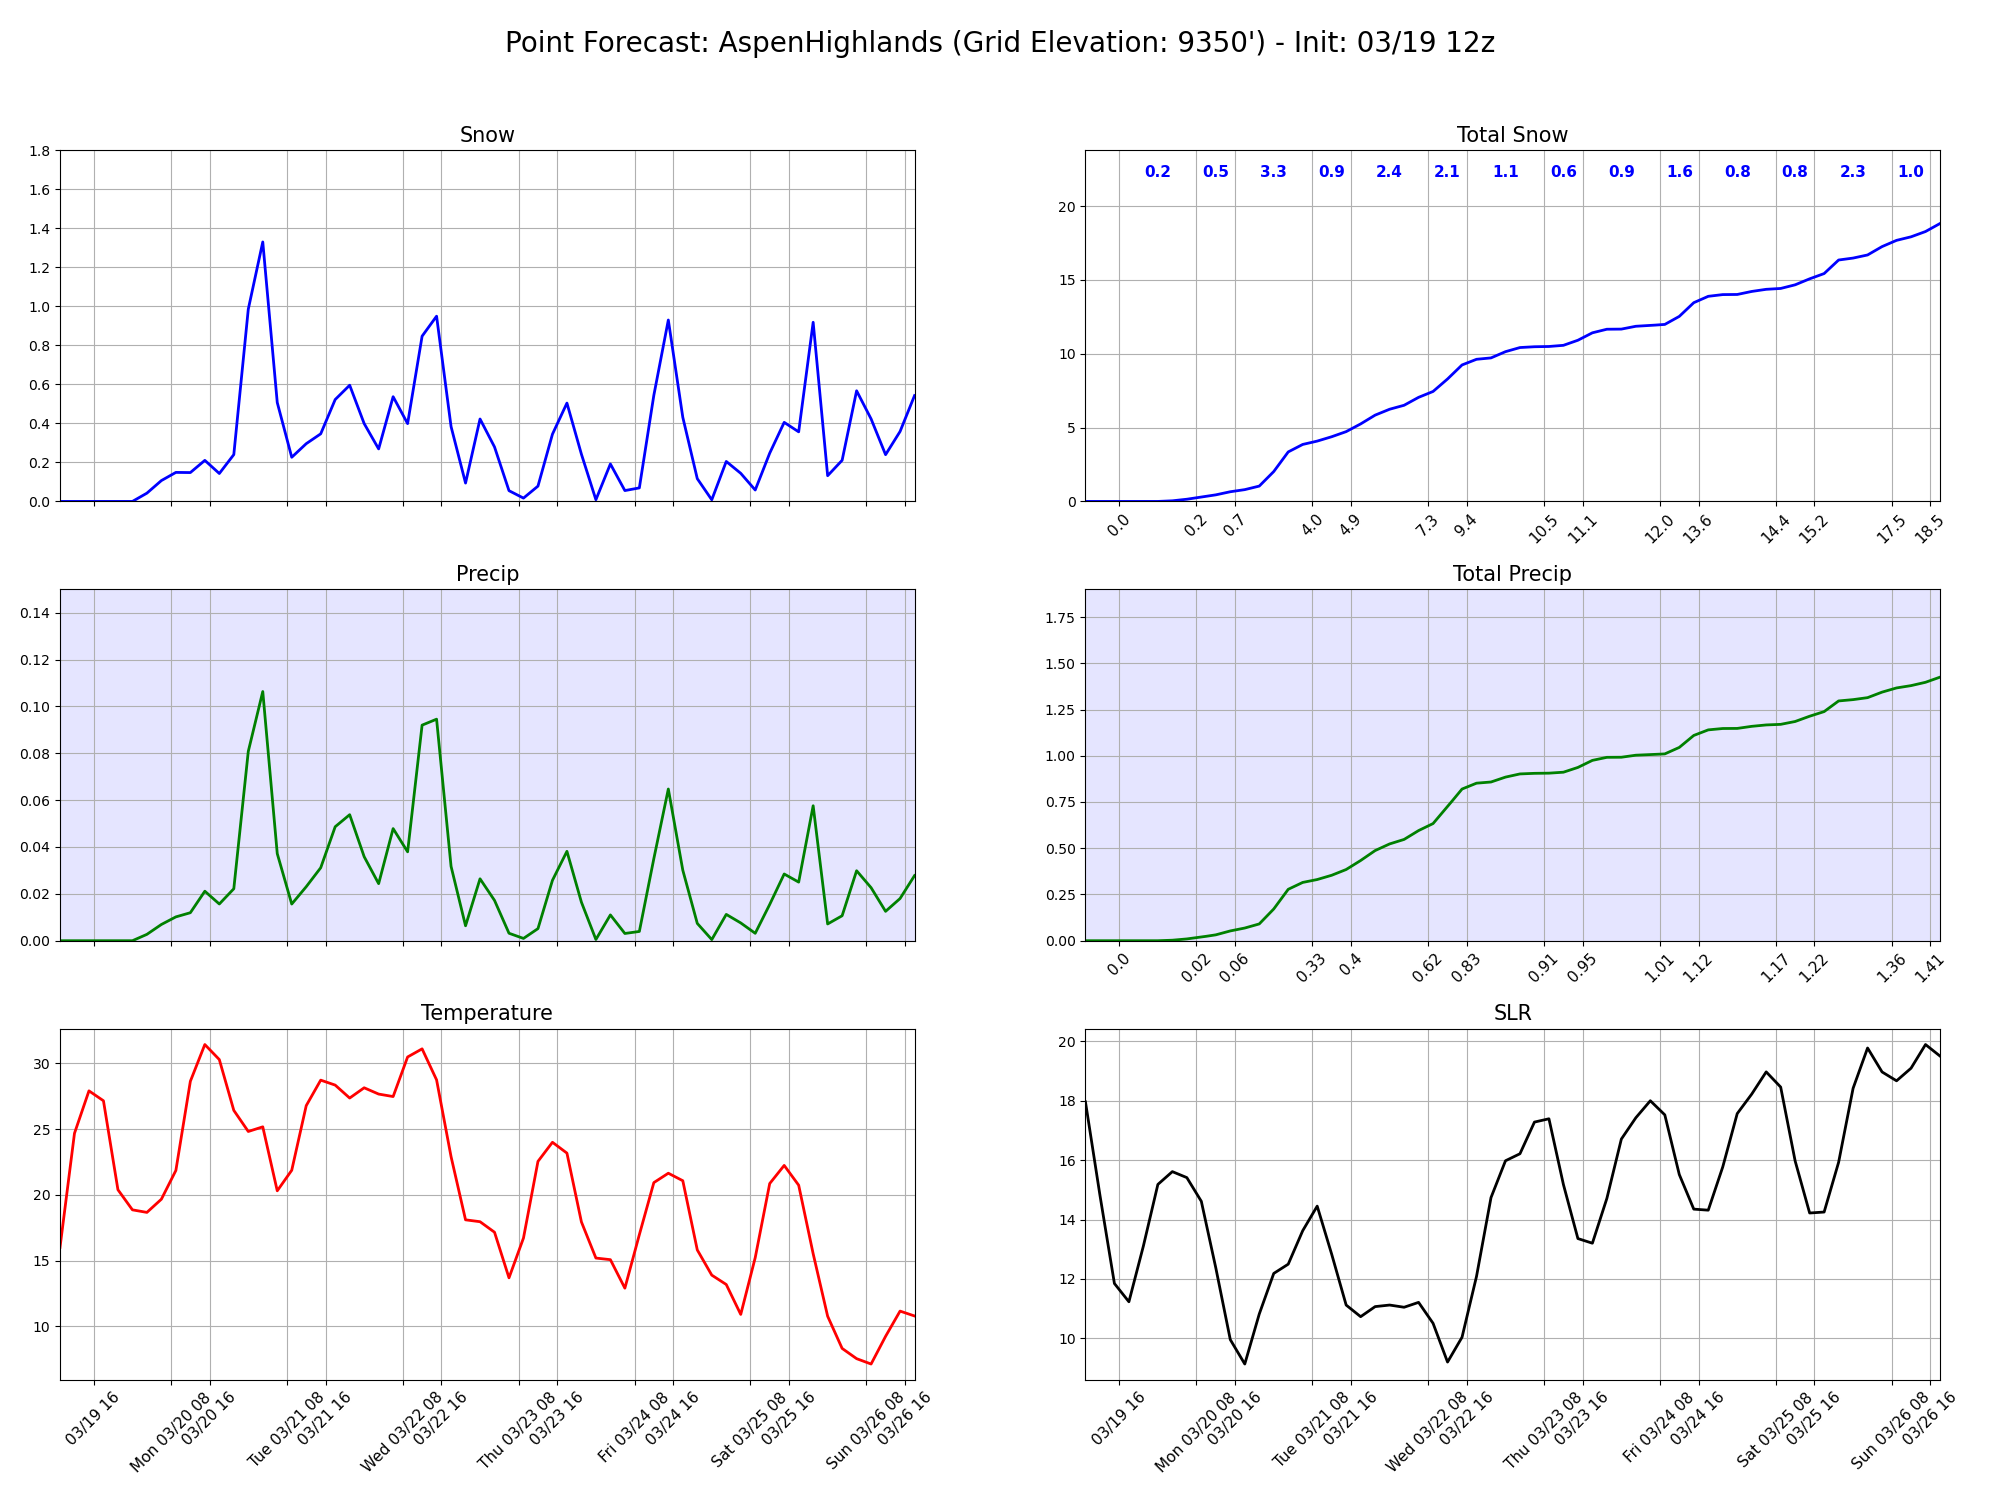 Point Forecast: AspenHighlands (Grid Elevation: 9350') - Init: 03/19 12z
Snow
1.8
1.6
1.4
1.2
1.0
0.8
0.6
0.4
0.2
0.0
Total Snow
0.2 0.5 3.3 0.9 2.4 2.1 1.1 0.6 0.9 1.6 0.8 0.8 2.3 1.0
20
15
10
5
0
0.0 0.2 0.7 4.0 4.9 7.3 9.4 10.5 11.1 12.0 13.6 14.4 15.2 17.5 18.5
Precip
0.14
0.12
0.10
0.08
0.06
0.04
0.02
0.00
Total Precip
1.75
1.50
1.25
1.00
0.75
0.50
0.25
0.00
0.0 0.02 0.06 0.33 0.4 0.62 0.83 0.91 0.95 1.01 1.12 1.17 1.22 1.36 1.41
Temperature
30
25
20
15
10
03/19 16
Mon 03/20 08
03/20 16
Tue 03/21 08
03/21 16
Wed 03/22 08
03/22 16
Thu 03/23 08
03/23 16
Fri 03/24 08
03/24 16
Sat 03/25 08
03/25 16
Sun 03/26 08
03/26 16
SLR
20
18
16
14
12
10
03/19 16
Mon 03/20 08
03/20 16
Tue 03/21 08
03/21 16
Wed 03/22 08
03/22 16
Thu 03/23 08
03/23 16
Fri 03/24 08
03/24 16
Sat 03/25 08
03/25 16
Sun 03/26 08
03/26 16